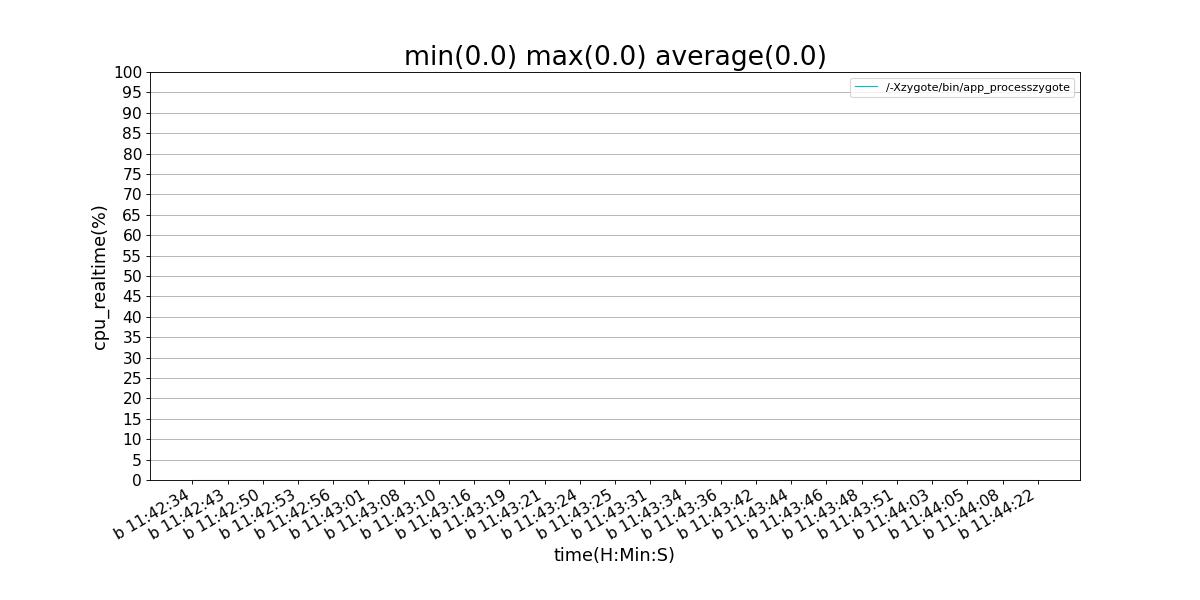 min(0.0) max(0.0) average(0.0)
/-Xzygote/bin/app_processzygote
cpu_realtime(%)
100
95
90
85
80
75
70
65
60
55
50
45
40
35
30
25
20
15
10
5
0
b 11:42:34
b 11:42:43
b 11:42:50
b 11:42:53
b 11:42:56
b 11:43:01
b 11:43:08
b 11:43:10
b 11:43:16
b 11:43:19
b 11:43:21
b 11:43:24
b 11:43:25
b 11:43:31
b 11:43:34
b 11:43:36
b 11:43:42
b 11:43:44
b 11:43:46
b 11:43:48
b 11:43:51
b 11:44:03
b 11:44:05
b 11:44:08
b 11:44:22
time(H:Min:S)